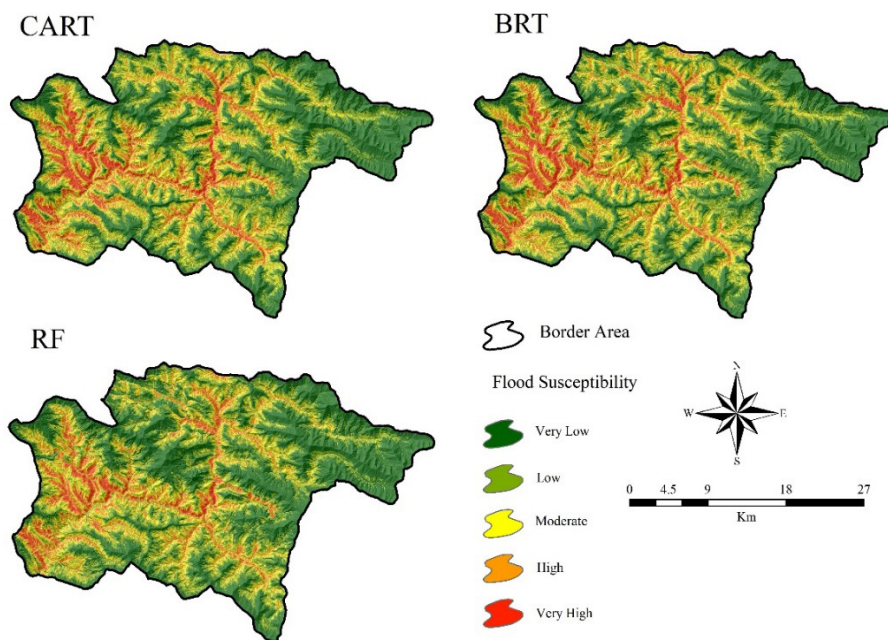 CART
BRT
RF
Border Area
Flood Susceptibility
Very Low
Low
Moderate
High
Very High
N
W E
S
0 4.5 9 18 27
Km